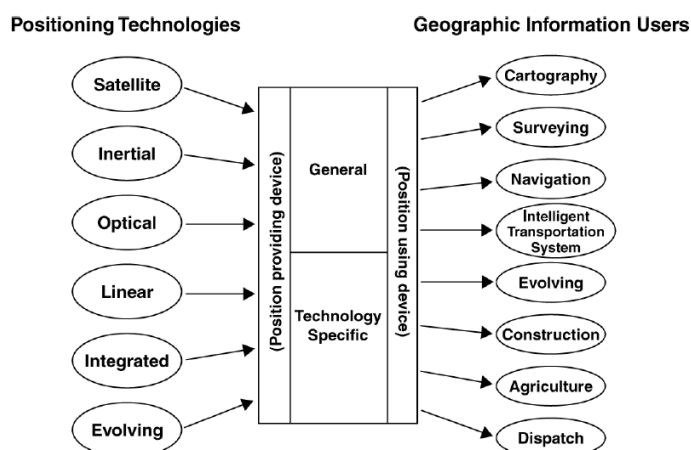 Positioning Technologies
Geographic Information Users
Satellite
Inertial
Optical
Linear
Integrated
Evolving
(Position providing device)
General
Technology
Specific
(Position using device)
Cartography
Surveying
Navigation
Intelligent
Transportation
System
Evolving
Construction
Agriculture
Dispatch